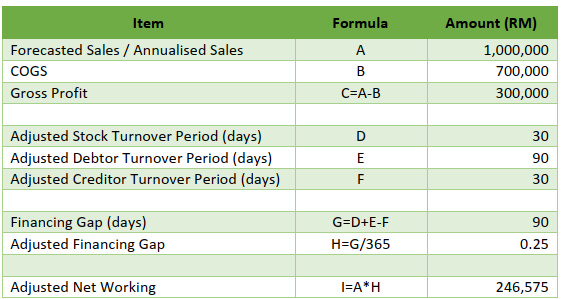 Item Formula Amount (RM)
Forecasted Sales / Annualised Sales A 1,000,000
COGS B 700,000
Gross Profit C=A-B 300,000
Adjusted Stock Turnover Period (days) D 30
Adjusted Debtor Turnover Period (days) E 90
Adjusted Creditor Turnover Period (days) F 30
Financing Gap (days) G=D+E-F 90
Adjusted Financing Gap H=G/365 0.25
Adjusted Net Working I=A*H 246,575